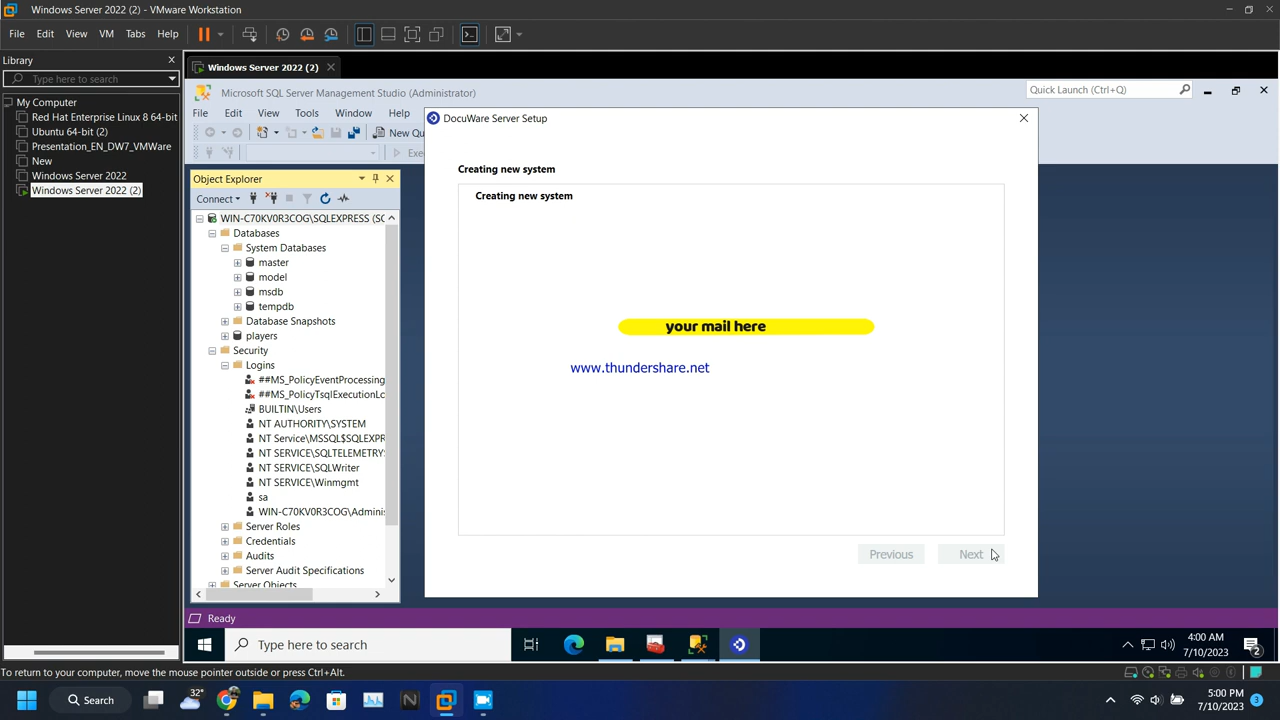 Windows Server 2022 (2) - VMware Workstation
File Edit View VM Tabs Help
Library
Type here to search
My Computer
Red Hat Enterprise Linux 8 64-bit
Ubuntu 64-bit (2)
Presentation_EN_DW7_VMWare
New
Windows Server 2022
Windows Server 2022 (2)
Windows Server 2022 (2)
Microsoft SQL Server Management Studio (Administrator)
Quick Launch (Ctrl+Q)
File Edit View Tools Window Help
New Qu
Exe
Object Explorer
Connect
WIN-C70KV0R3COG\SQLEXPRESS (SQ
Databases
System Databases
master
model
msdb
tempdb
Database Snapshots
players
Security
Logins
##MS_PolicyEventProcessing
##MS_PolicyTsqlExecutionLo
BUILTIN\Users
NT AUTHORITY\SYSTEM
NT Service\MSSQL$SQLEXPR
NT SERVICE\SQLTELEMETRY
NT SERVICE\SQLWriter
NT SERVICE\Winmgmt
sa
WIN-C70KV0R3COG\Adminis
Server Roles
Credentials
Audits
Server Audit Specifications
Server Objects
DocuWare Server Setup
Creating new system
Creating new system
your mail here
www.thundershare.net
Previous Next
Ready
Type here to search
4:00 AM
7/10/2023
2
To return to your computer, move the mouse pointer outside or press Ctrl+Alt.
Search
32°
5:00 PM
7/10/2023
3